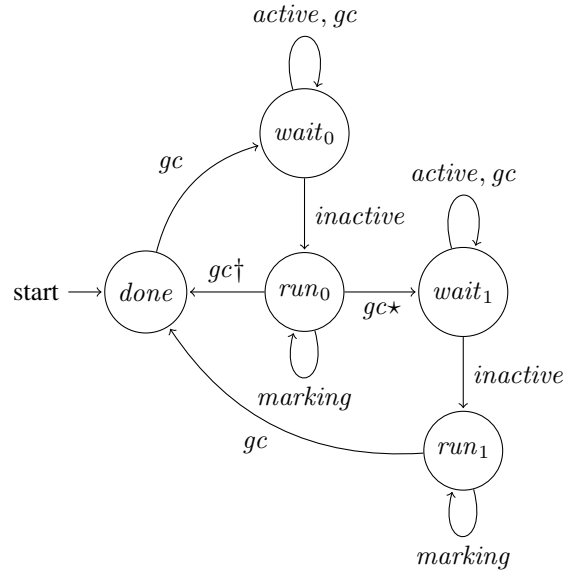 active, gc
wait₀
gc
active, gc
inactive
start
done
gc†
run₀
gc⋆
wait₁
marking
inactive
gc
run₁
marking